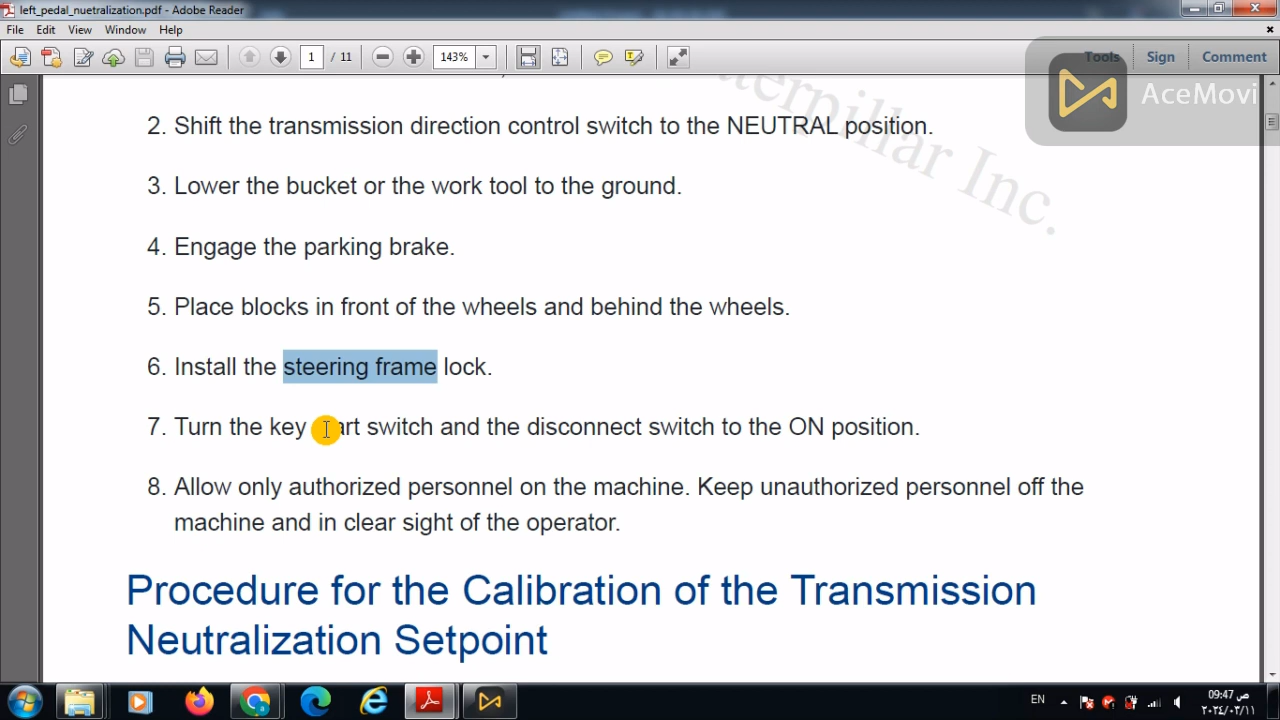 left_pedal_nuetralization.pdf - Adobe Reader
File Edit View Window Help
1 / 11 143% Tools Sign Comment
AceMovi
Caterpillar Inc.
2. Shift the transmission direction control switch to the NEUTRAL position.
3. Lower the bucket or the work tool to the ground.
4. Engage the parking brake.
5. Place blocks in front of the wheels and behind the wheels.
6. Install the steering frame lock.
7. Turn the key start switch and the disconnect switch to the ON position.
8. Allow only authorized personnel on the machine. Keep unauthorized personnel off the
machine and in clear sight of the operator.
Procedure for the Calibration of the Transmission
Neutralization Setpoint
EN
09:47 ص
٢٠٢٤/٠٣/١١